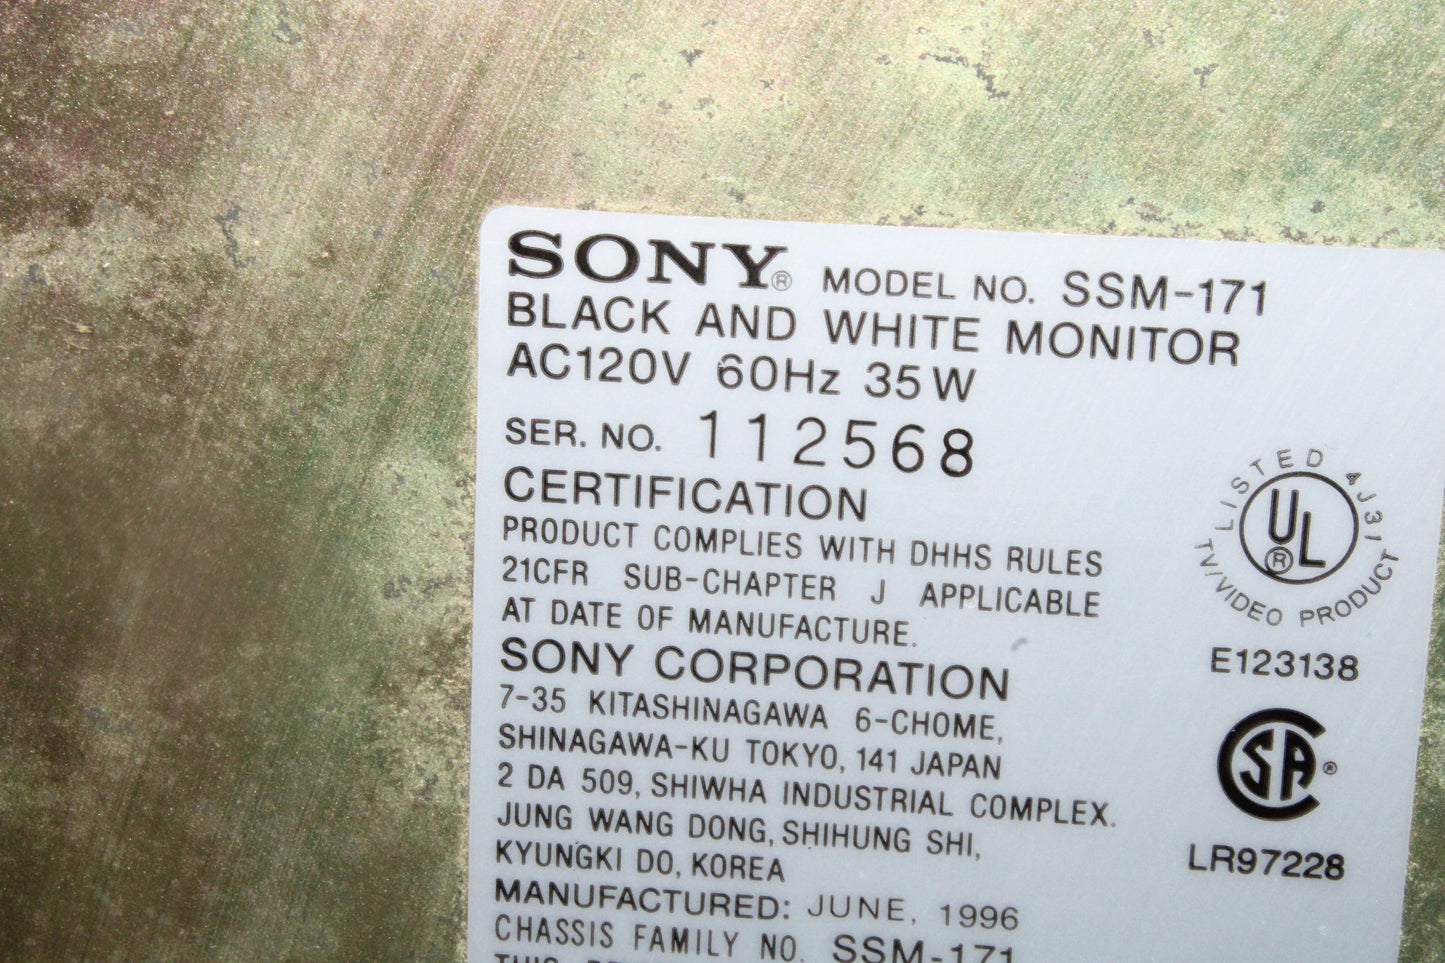 SONY® MODEL NO. SSM-171
BLACK AND WHITE MONITOR
AC120V 60Hz 35W
SER. NO. 112568
CERTIFICATION
PRODUCT COMPLIES WITH DHHS RULES
21CFR SUB-CHAPTER J APPLICABLE
AT DATE OF MANUFACTURE.
SONY CORPORATION
7-35 KITASHINAGAWA 6-CHOME,
SHINAGAWA-KU TOKYO, 141 JAPAN
2 DA 509, SHIWHA INDUSTRIAL COMPLEX.
JUNG WANG DONG, SHIHUNG SHI,
KYUNGKI DO, KOREA
MANUFACTURED: JUNE, 1996
CHASSIS FAMILY NO. SSM-171
THIS
LISTED 4J31
UL®
TV/VIDEO PRODUCT
E123138
SA®
LR97228